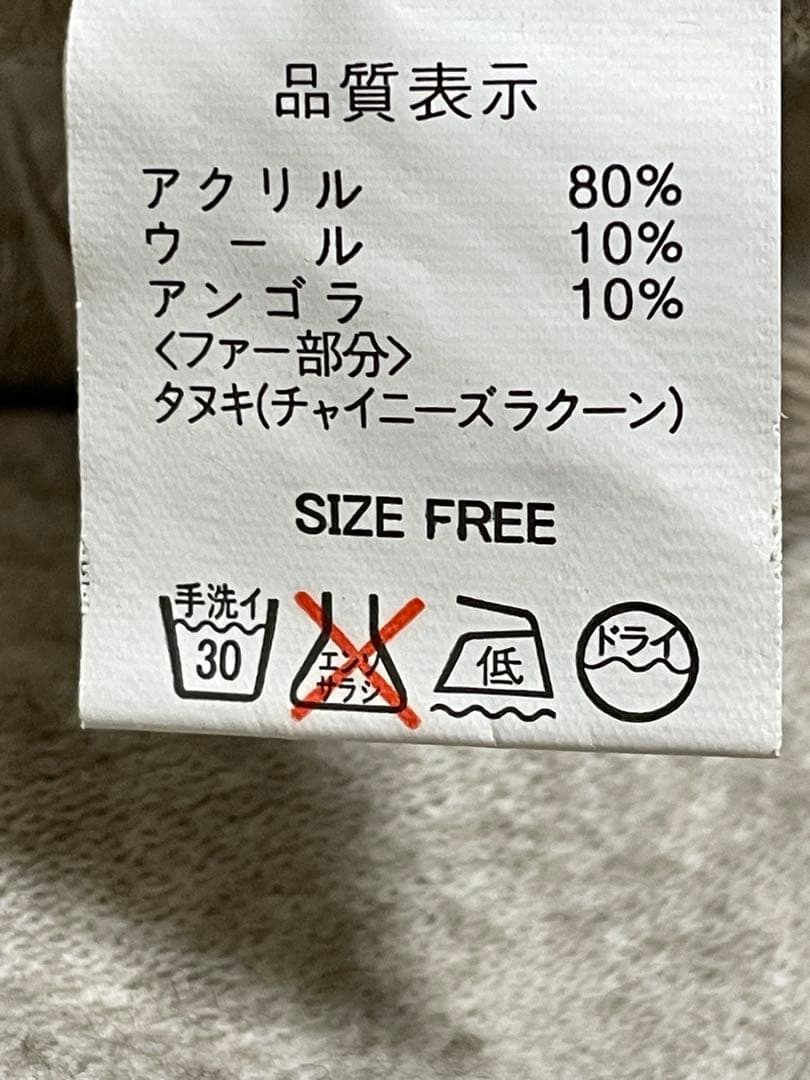 品質表示
アクリル 80%
ウール 10%
アンゴラ 10%
<ファー部分>
タヌキ(チャイニーズラクーン)
SIZE FREE
手洗イ
30
エンソ
サラシ
低
ドライ